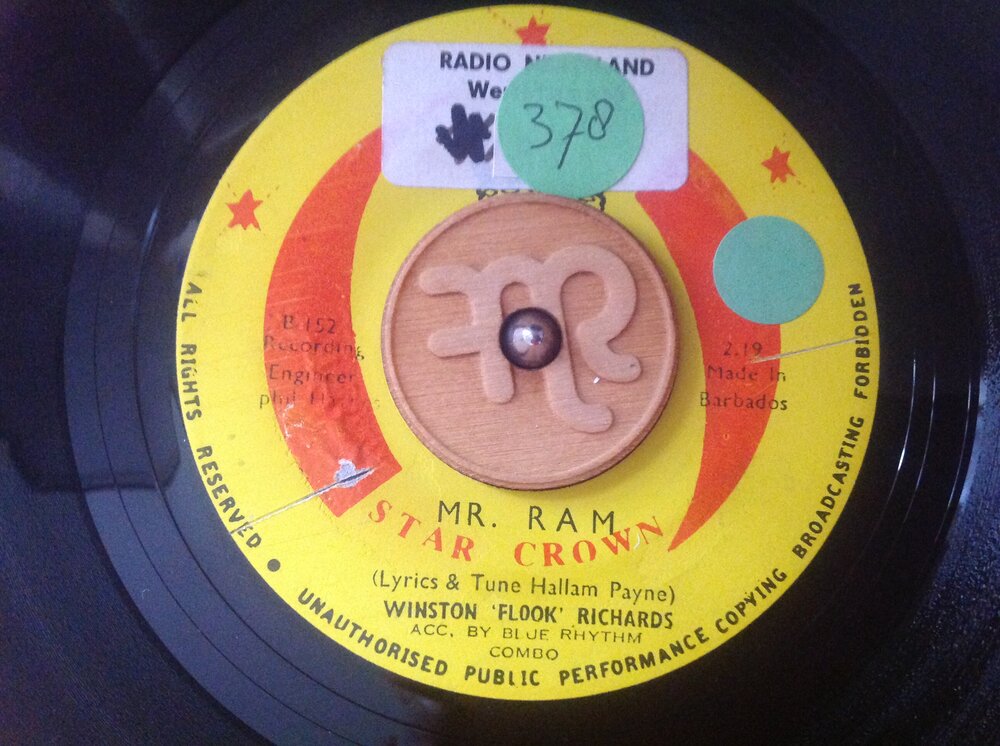 RADIO
We
378
B 152
Recording
Engineer
2.19
Made In
Barbados
MR. RAM
STAR CROWN
(Lyrics & Tune Hallam Payne)
WINSTON 'FLOOK' RICHARDS
ACC. BY BLUE RHYTHM
COMBO
ALL RIGHTS RESERVED • UNAUTHORISED PUBLIC PERFORMANCE COPYING BROADCASTING FORBIDDEN